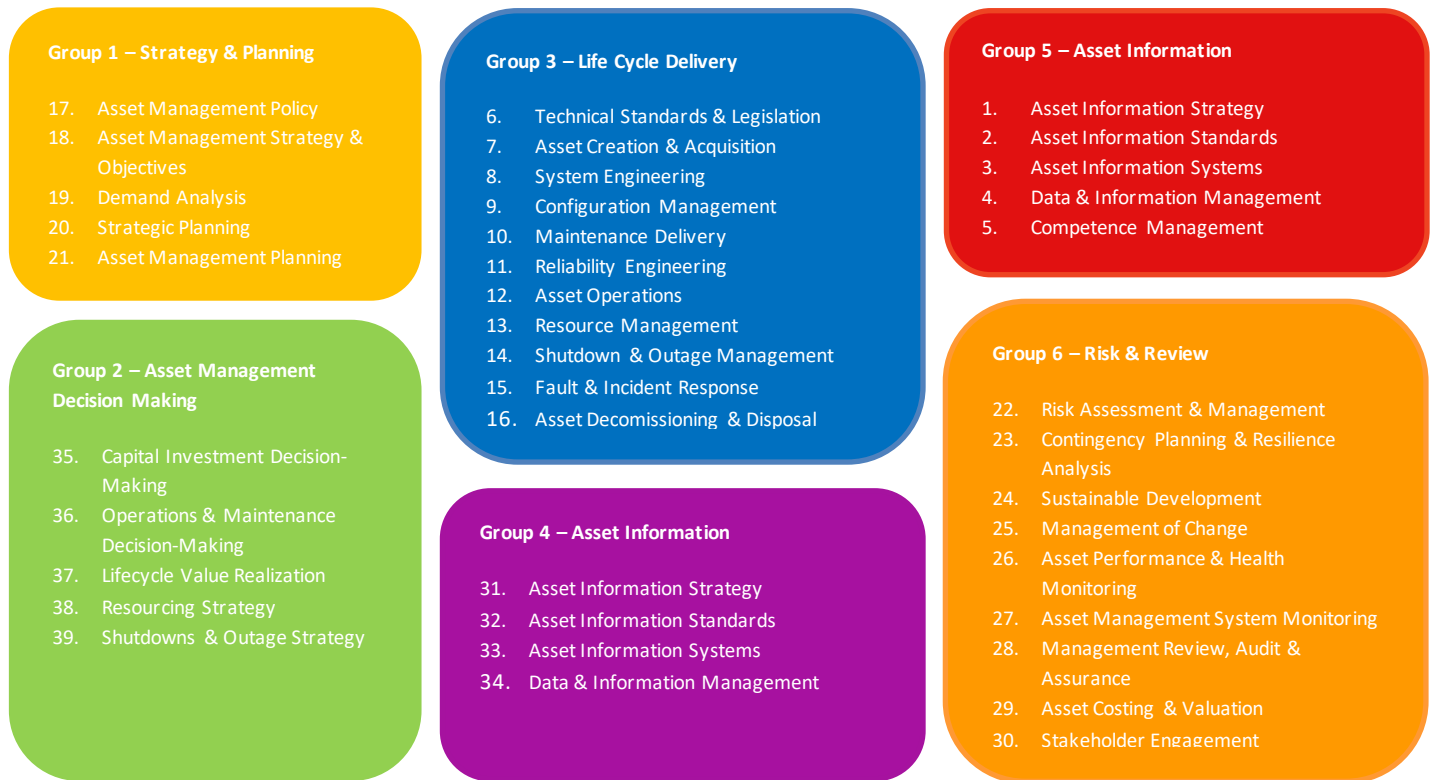 Group 1 – Strategy & Planning
17. Asset Management Policy
18. Asset Management Strategy &
Objectives
19. Demand Analysis
20. Strategic Planning
21. Asset Management Planning
Group 2 – Asset Management
Decision Making
35. Capital Investment Decision-
Making
36. Operations & Maintenance
Decision-Making
37. Lifecycle Value Realization
38. Resourcing Strategy
39. Shutdowns & Outage Strategy
Group 3 – Life Cycle Delivery
6. Technical Standards & Legislation
7. Asset Creation & Acquisition
8. System Engineering
9. Configuration Management
10. Maintenance Delivery
11. Reliability Engineering
12. Asset Operations
13. Resource Management
14. Shutdown & Outage Management
15. Fault & Incident Response
16. Asset Decomissioning & Disposal
Group 4 – Asset Information
31. Asset Information Strategy
32. Asset Information Standards
33. Asset Information Systems
34. Data & Information Management
Group 5 – Asset Information
1. Asset Information Strategy
2. Asset Information Standards
3. Asset Information Systems
4. Data & Information Management
5. Competence Management
Group 6 – Risk & Review
22. Risk Assessment & Management
23. Contingency Planning & Resilience
Analysis
24. Sustainable Development
25. Management of Change
26. Asset Performance & Health
Monitoring
27. Asset Management System Monitoring
28. Management Review, Audit &
Assurance
29. Asset Costing & Valuation
30. Stakeholder Engagement